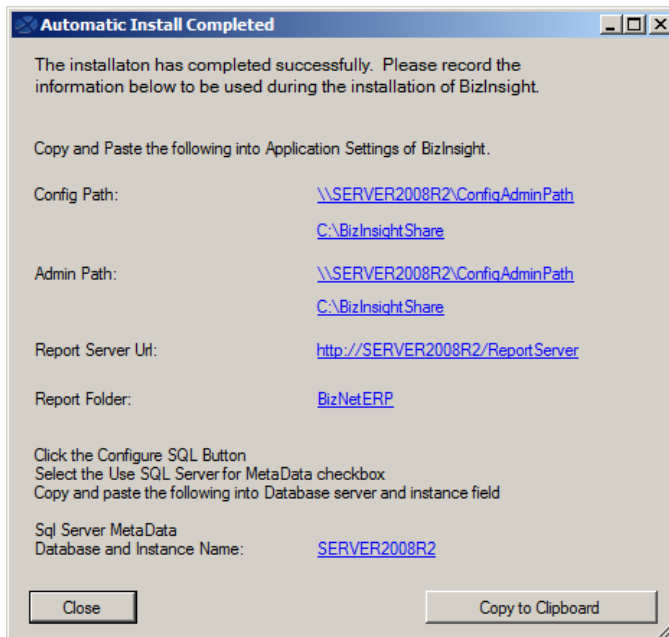 Automatic Install Completed
The installaton has completed successfully. Please record the
information below to be used during the installation of BizInsight.
Copy and Paste the following into Application Settings of BizInsight.
Config Path: \\SERVER2008R2\ConfigAdminPath
C:\BizInsightShare
Admin Path: \\SERVER2008R2\ConfigAdminPath
C:\BizInsightShare
Report Server Url: http://SERVER2008R2/ReportServer
Report Folder: BizNetERP
Click the Configure SQL Button
Select the Use SQL Server for MetaData checkbox
Copy and paste the following into Database server and instance field
Sql Server MetaData
Database and Instance Name: SERVER2008R2
Close Copy to Clipboard